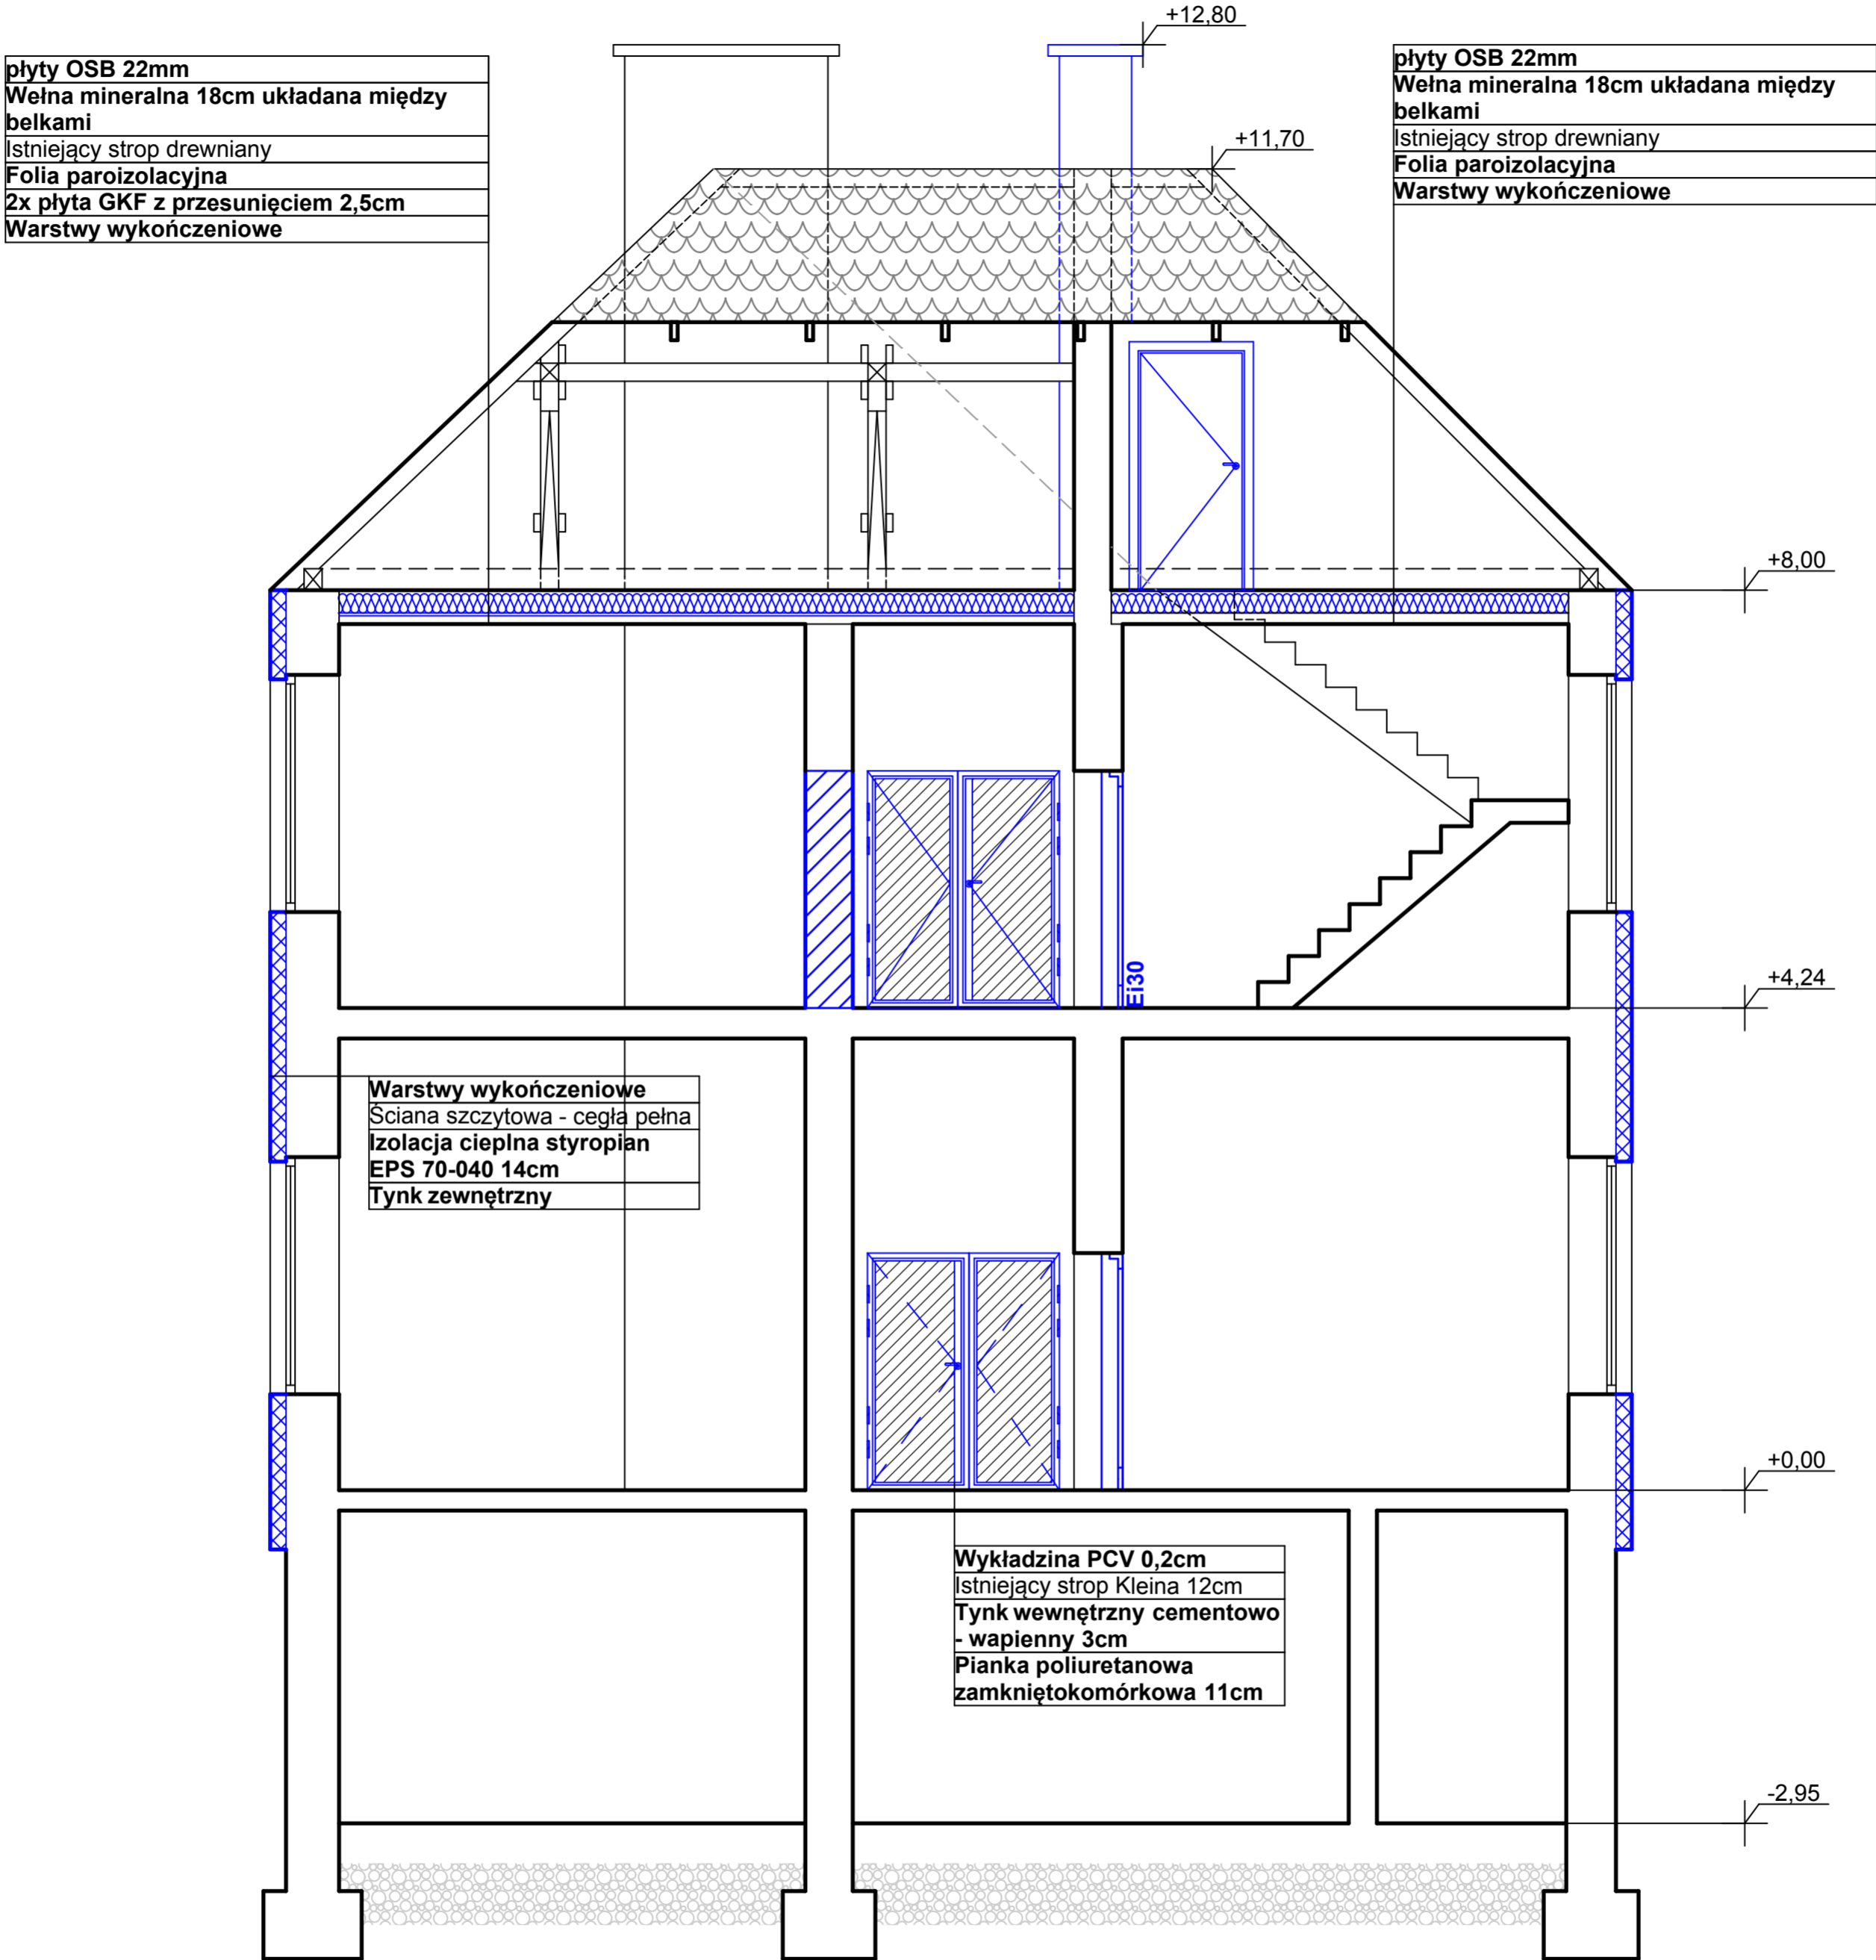 +12,80
płyty OSB 22mm
Wełna mineralna 18cm układana między
belkami
Istniejący strop drewniany
Folia paroizolacyjna
2x płyta GKF z przesunięciem 2,5cm
Warstwy wykończeniowe
płyty OSB 22mm
Wełna mineralna 18cm układana między
belkami
Istniejący strop drewniany
Folia paroizolacyjna
Warstwy wykończeniowe
+11,70
+8,00
Ei30
+4,24
Warstwy wykończeniowe
Ściana szczytowa - cegła pełna
Izolacja cieplna styropian
EPS 70-040 14cm
Tynk zewnętrzny
+0,00
Wykładzina PCV 0,2cm
Istniejący strop Kleina 12cm
Tynk wewnętrzny cementowo
- wapienny 3cm
Pianka poliuretanowa
zamkniętokomórkowa 11cm
-2,95